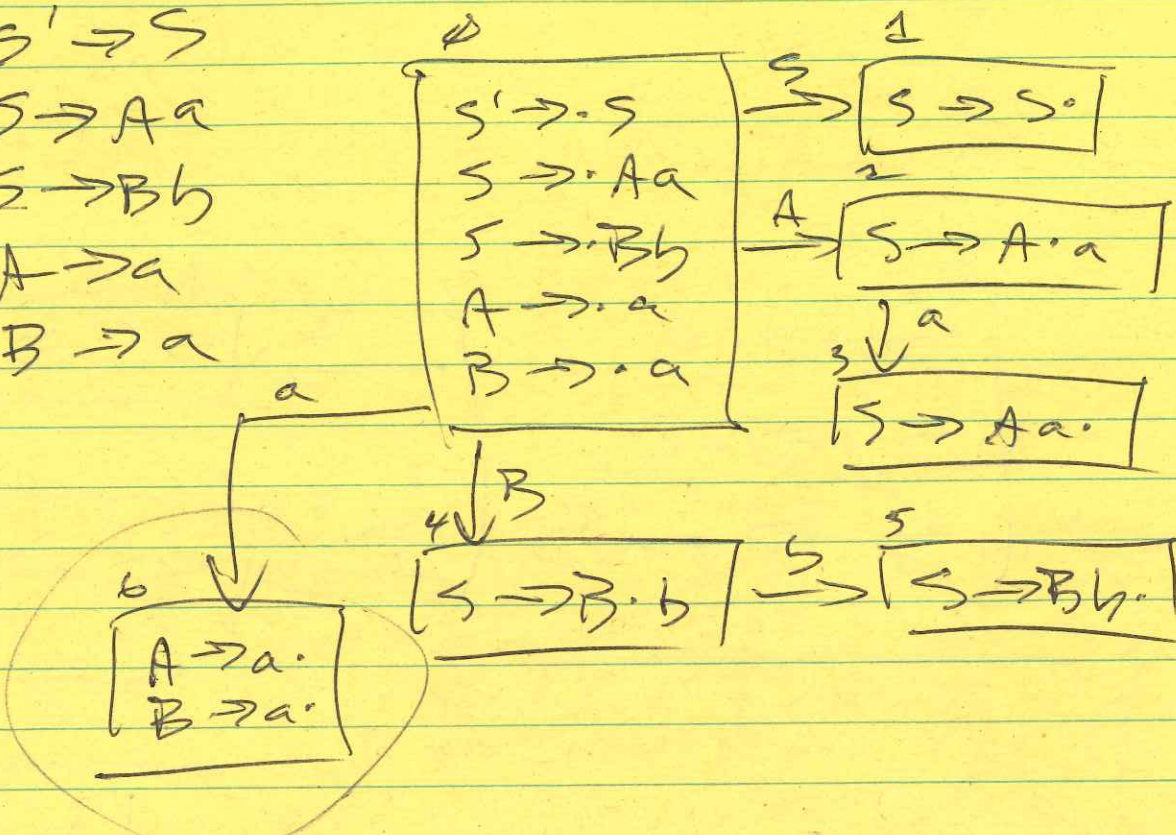 S' → S
S → Aa
S → Bb
A → a
B → a
0
S' → ·S
S → ·Aa
S → ·Bb
A → ·a
B → ·a
S
1
S → S·
A
2
S → A·a
a
3
S → Aa·
a
B
4
S → B·b
b
5
S → Bb·
6
A → a·
B → a·